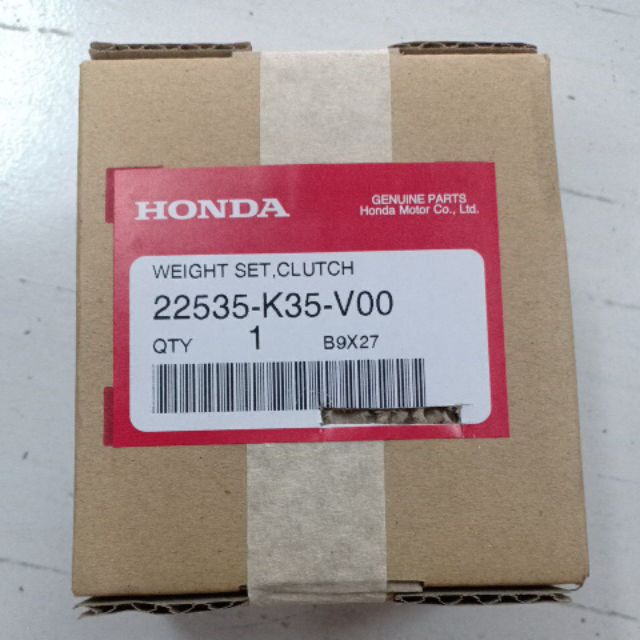 HONDA
GENUINE PARTS
Honda Motor Co., Ltd.
WEIGHT SET,CLUTCH
22535-K35-V00
QTY 1 B9X27